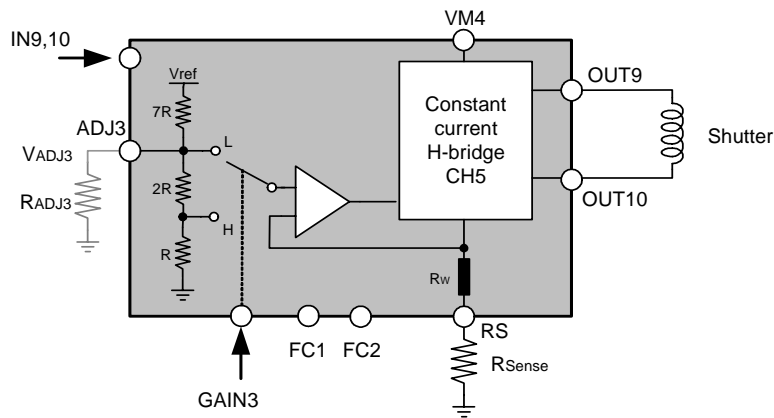 VM4
IN9,10
OUT9
Vref
7R
Constant
current
H-bridge
CH5
ADJ3
L
Shutter
VADJ3
2R
RADJ3
H
OUT10
R
RW
RS
FC1
FC2
RSense
GAIN3